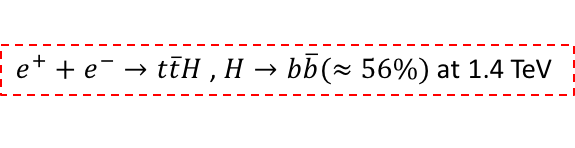 e⁺ + e⁻ → tt̄H , H → bb̄(≈ 56%) at 1.4 TeV